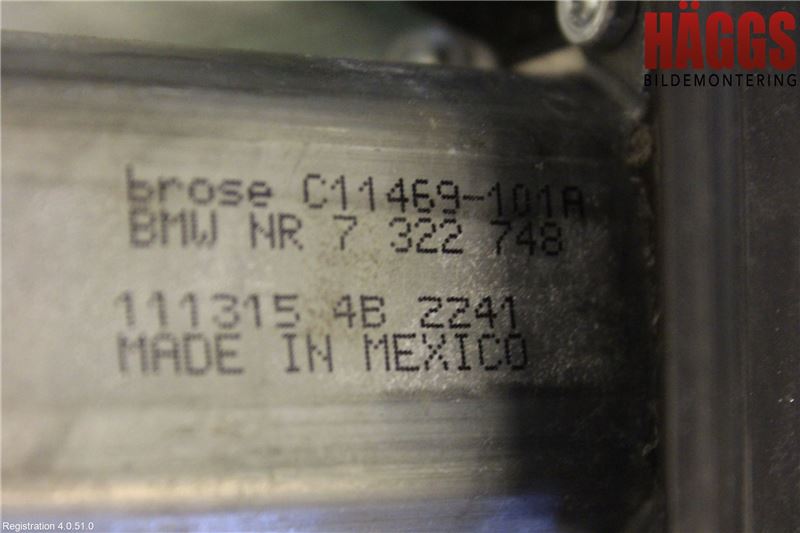 HÄGGS
BILDEMONTERING
brose C11469-101A
BMW NR 7 322 748
111315 4B 2241
MADE IN MEXICO
Registration 4.0.51.0